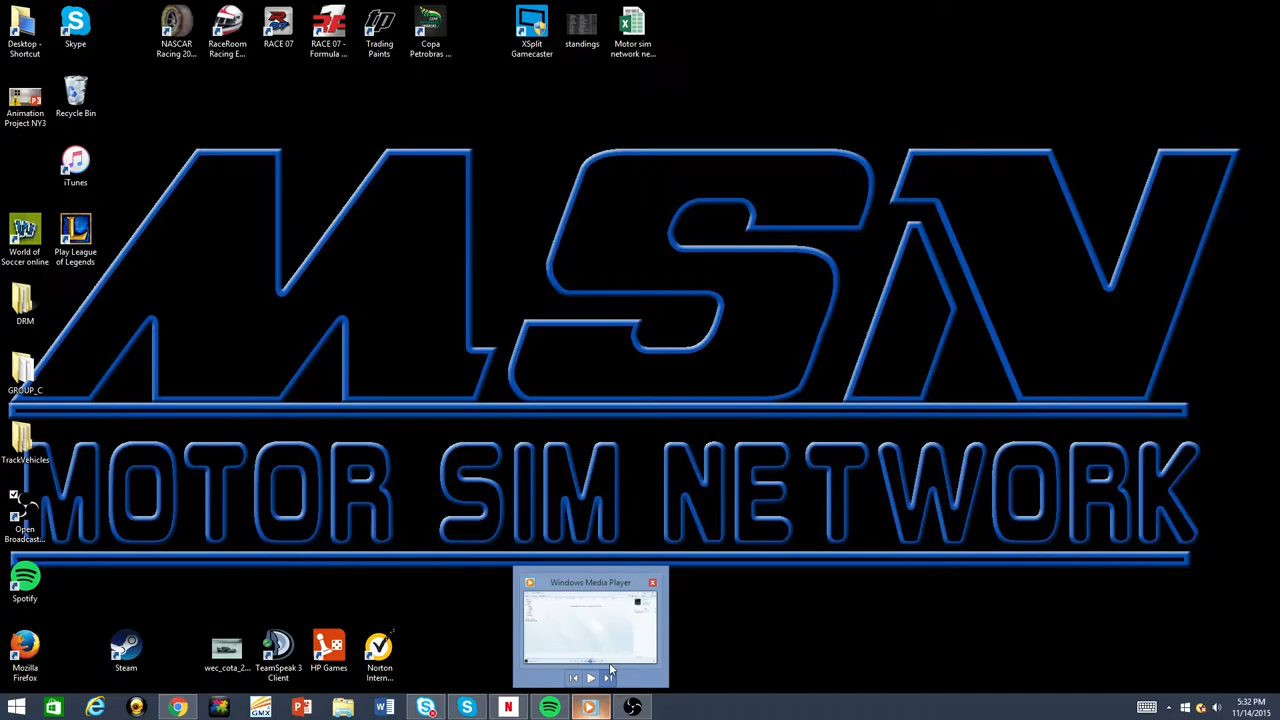 Desktop -
Shortcut
Skype
NASCAR
Racing 20...
RaceRoom
Racing E...
RACE 07
RACE 07 -
Formula ...
Trading
Paints
Copa
Petrobras ...
XSplit
Gamecaster
standings
Motor sim
network ne...
Animation
Project NY3
Recycle Bin
iTunes
World of
Soccer online
Play League
of Legends
DRM
GROUP_C
TrackVehicles
Open
Broadcast...
Spotify
MSN
MOTOR SIM NETWORK
Windows Media Player
Mozilla
Firefox
Steam
wec_cota_2...
TeamSpeak 3
Client
HP Games
Norton
Intern...
GMX
5:32 PM
11/14/2015